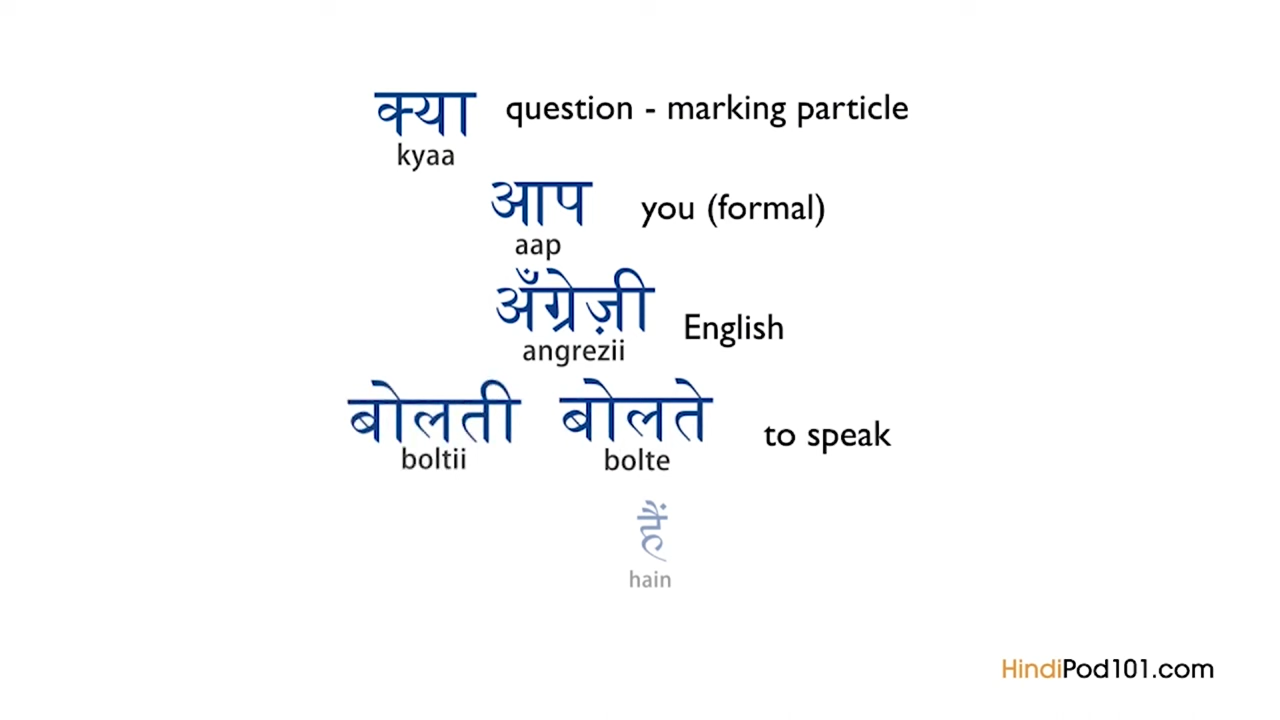 क्या question - marking particle
kyaa
आप you (formal)
aap
अँग्रेज़ी English
angrezii
बोलती बोलते to speak
boltii bolte
हैं
hain
HindiPod101.com